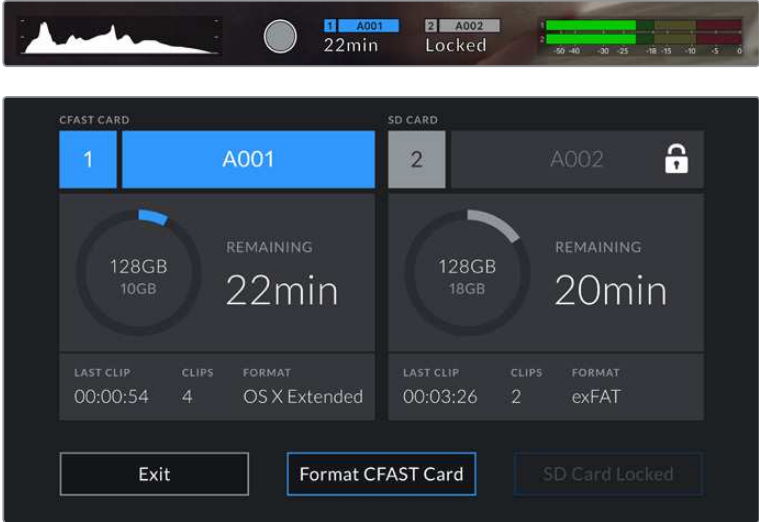 1 A001 2 A002
22min Locked
1
2
-50 -40 -30 -25 -18 -15 -10 -5 0
CFAST CARD SD CARD
1 A001 2 A002
128GB
10GB
REMAINING
22min
128GB
18GB
REMAINING
20min
LAST CLIP CLIPS FORMAT
00:00:54 4 OS X Extended
LAST CLIP CLIPS FORMAT
00:03:26 2 exFAT
Exit Format CFAST Card SD Card Locked